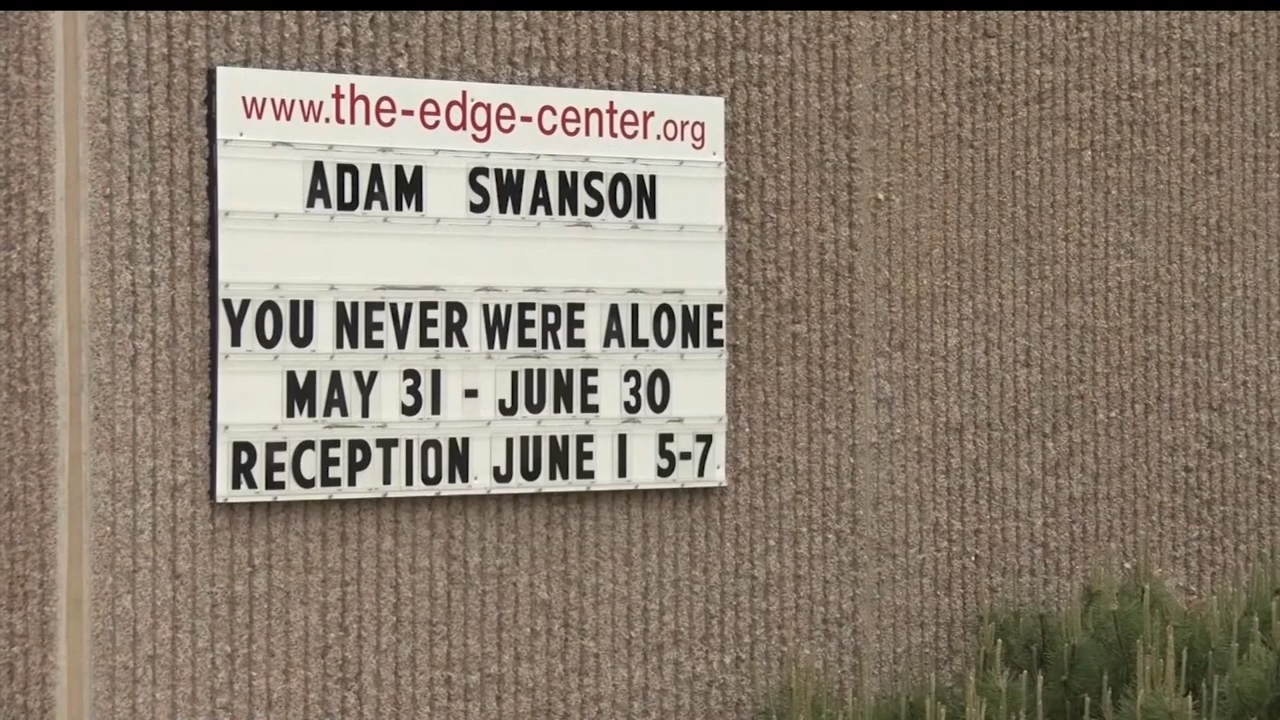 www.the-edge-center.org
ADAM SWANSON
YOU NEVER WERE ALONE
MAY 31 - JUNE 30
RECEPTION JUNE 1 5-7